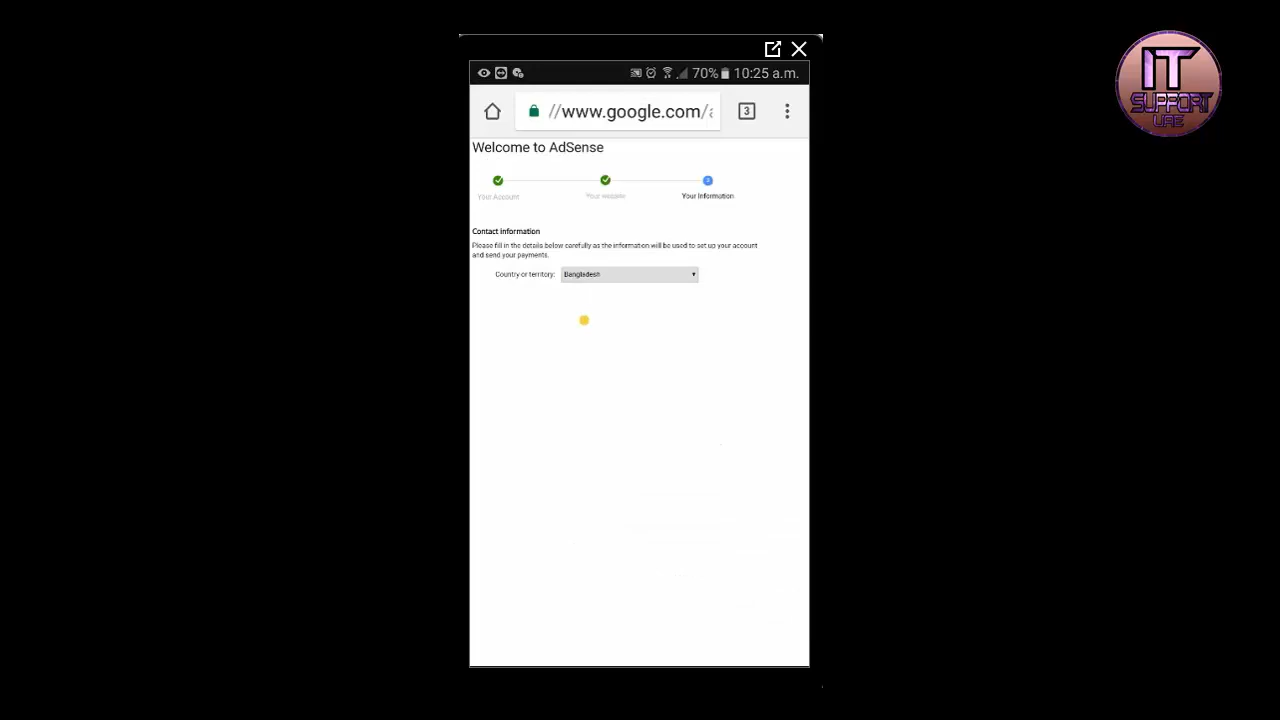 IT
SUPPORT
UAE
70% 10:25 a.m.
//www.google.com/a
3
Welcome to AdSense
Your Account
Your website
Your Information
Contact information
Please fill in the details below carefully as the information will be used to set up your account
and send your payments.
Country or territory: Bangladesh